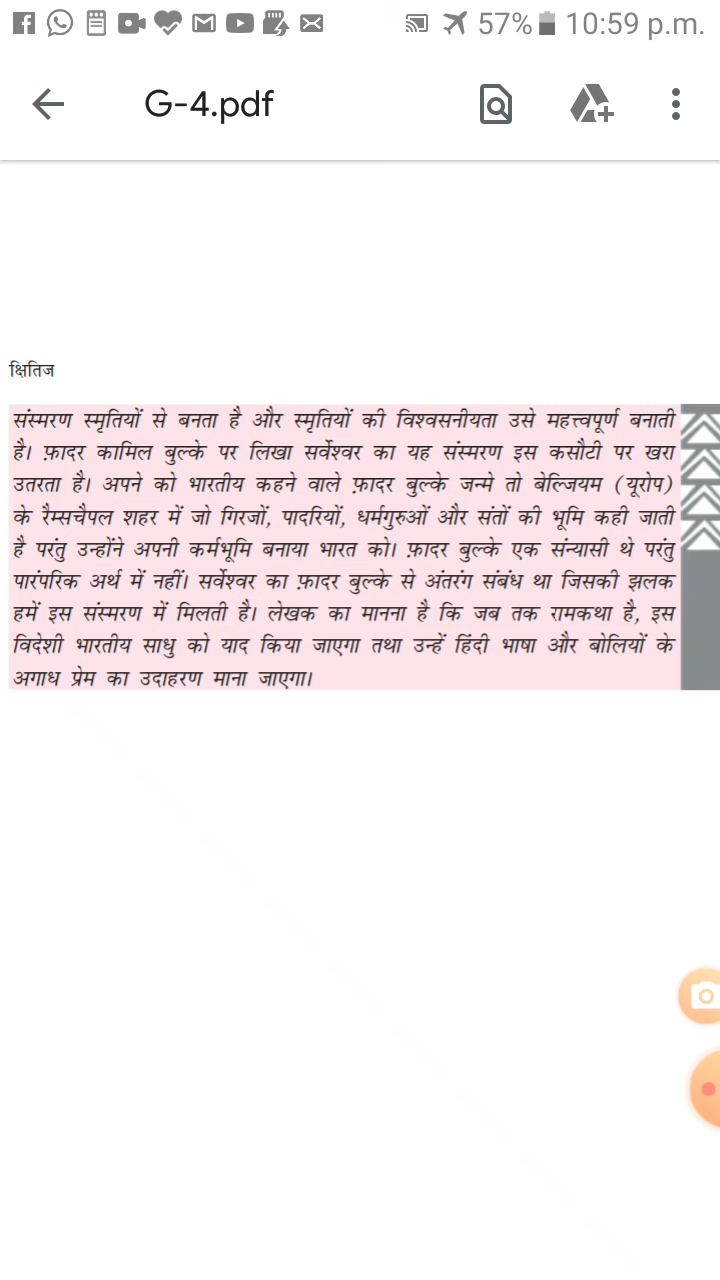 57% 10:59 p.m.
G-4.pdf
क्षितिज
संस्मरण स्मृतियों से बनता है और स्मृतियों की विश्वसनीयता उसे महत्त्वपूर्ण बनाती
है। फ़ादर कामिल बुल्के पर लिखा सर्वेश्वर का यह संस्मरण इस कसौटी पर खरा
उतरता है। अपने को भारतीय कहने वाले फ़ादर बुल्के जन्मे तो बेल्जियम (यूरोप)
के रैम्सचैपल शहर में जो गिरजों, पादरियों, धर्मगुरुओं और संतों की भूमि कही जाती
है परंतु उन्होंने अपनी कर्मभूमि बनाया भारत को। फ़ादर बुल्के एक संन्यासी थे परंतु
पारंपरिक अर्थ में नहीं। सर्वेश्वर का फ़ादर बुल्के से अंतरंग संबंध था जिसकी झलक
हमें इस संस्मरण में मिलती है। लेखक का मानना है कि जब तक रामकथा है, इस
विदेशी भारतीय साधु को याद किया जाएगा तथा उन्हें हिंदी भाषा और बोलियों के
अगाध प्रेम का उदाहरण माना जाएगा।